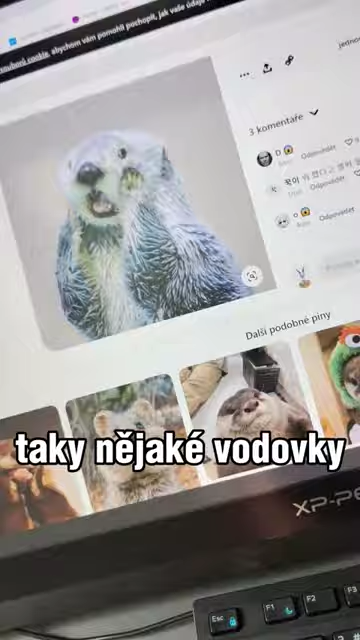 souborů cookie, abychom vám pomohli pochopit, jak vaše údaje
3 komentáře
D 😱
Odpovědět
Odpovědět
o 😱
Odpovědět
Další podobné piny
taky nějaké vodovky
XP-P
Esc
F1
F2
F3